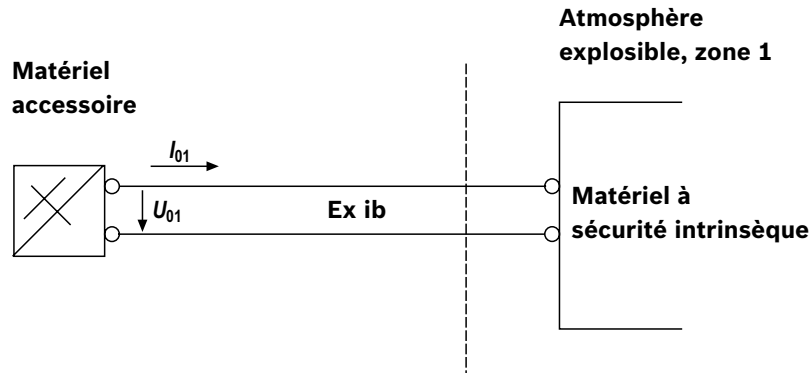 Atmosphère
explosible, zone 1
Matériel
accessoire
I01
U01
Ex ib
Matériel à
sécurité intrinsèque